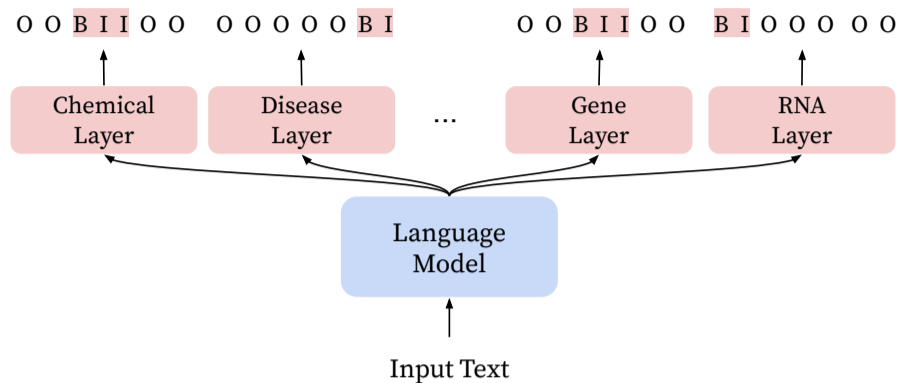 O O B I I O O
O O O O O B I
O O B I I O O
B I O O O O O
Chemical
Layer
Disease
Layer
...
Gene
Layer
RNA
Layer
Language
Model
Input Text